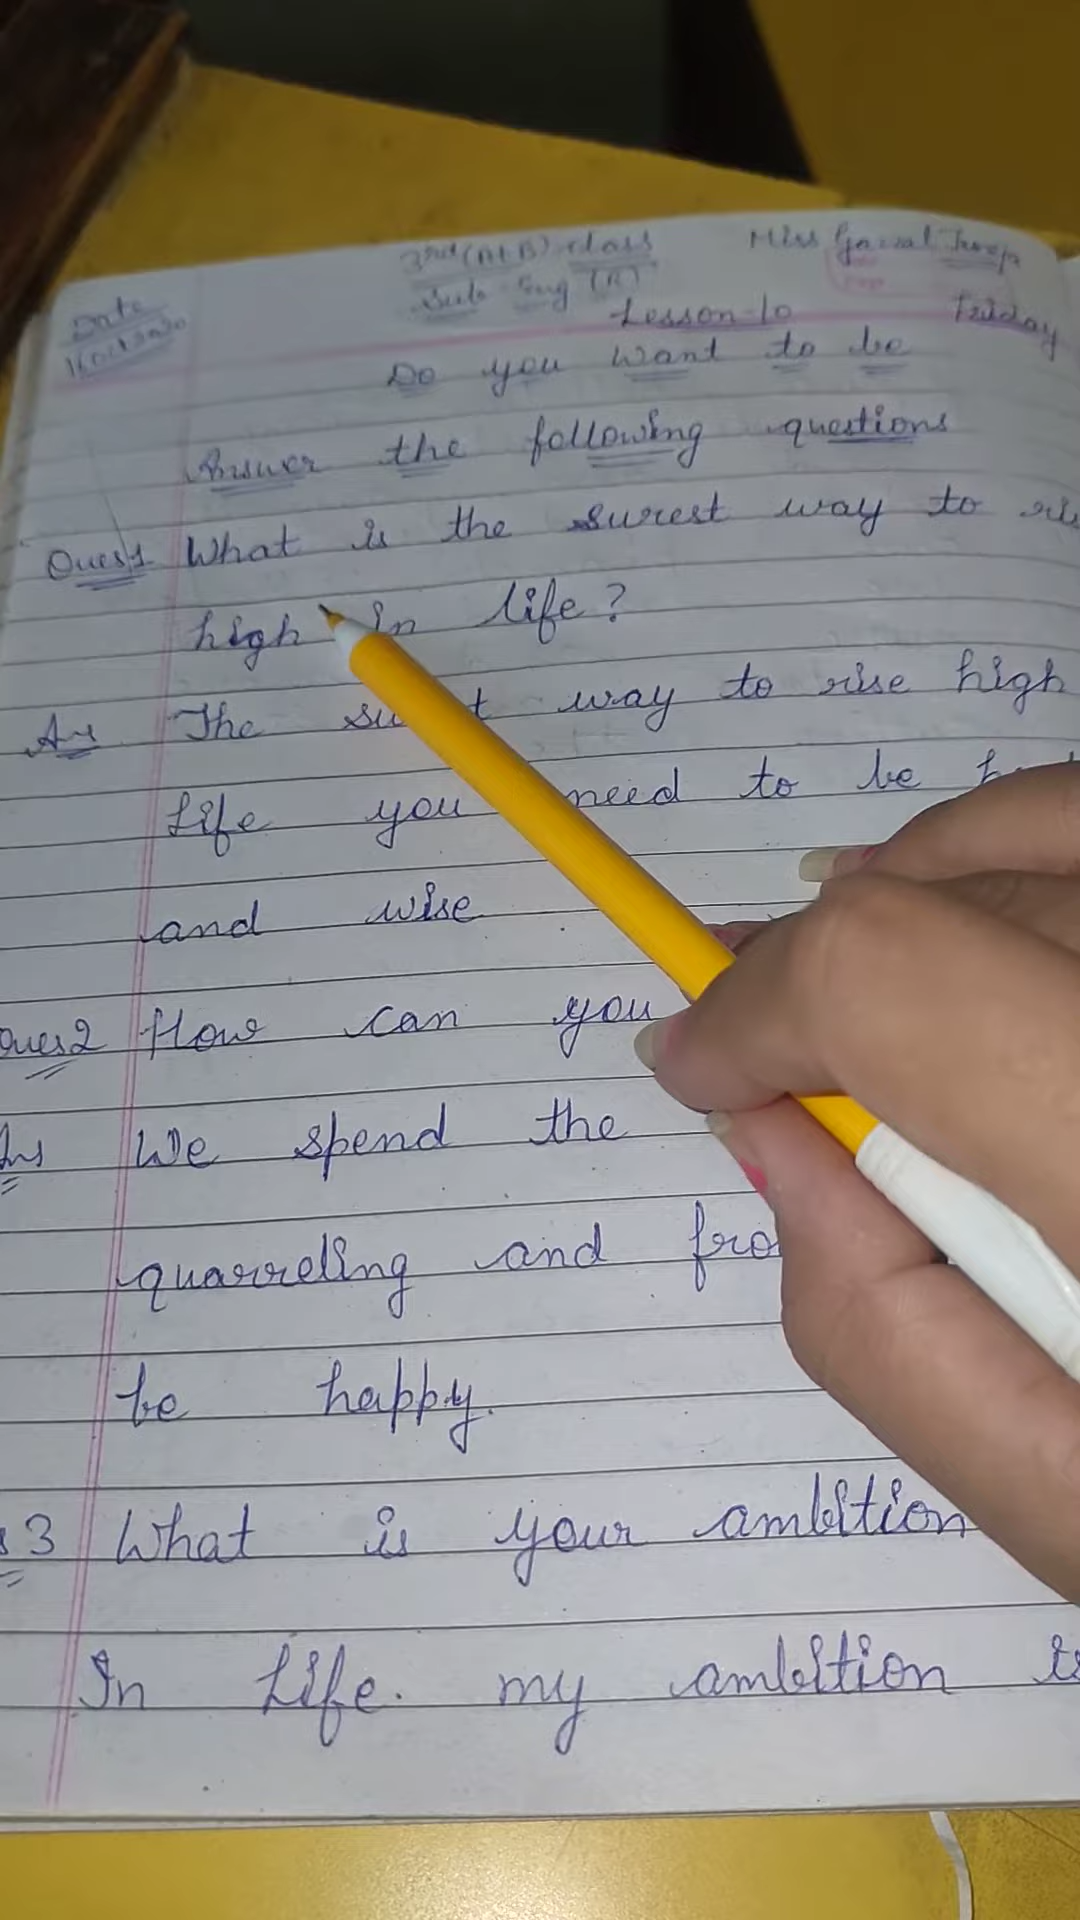 3rd (A+B) class Miss
Date Sub - Eng (R)
Lesson-10 Friday
Do you want to be
Answer the following questions
Ques1 What is the surest way to
high in life?
Ans The way to rise high
Life you need to be
and wise
Ques2 How can you
Ans We spend the
quarreling and
be happy.
3 What is your ambition
In Life. my ambition is